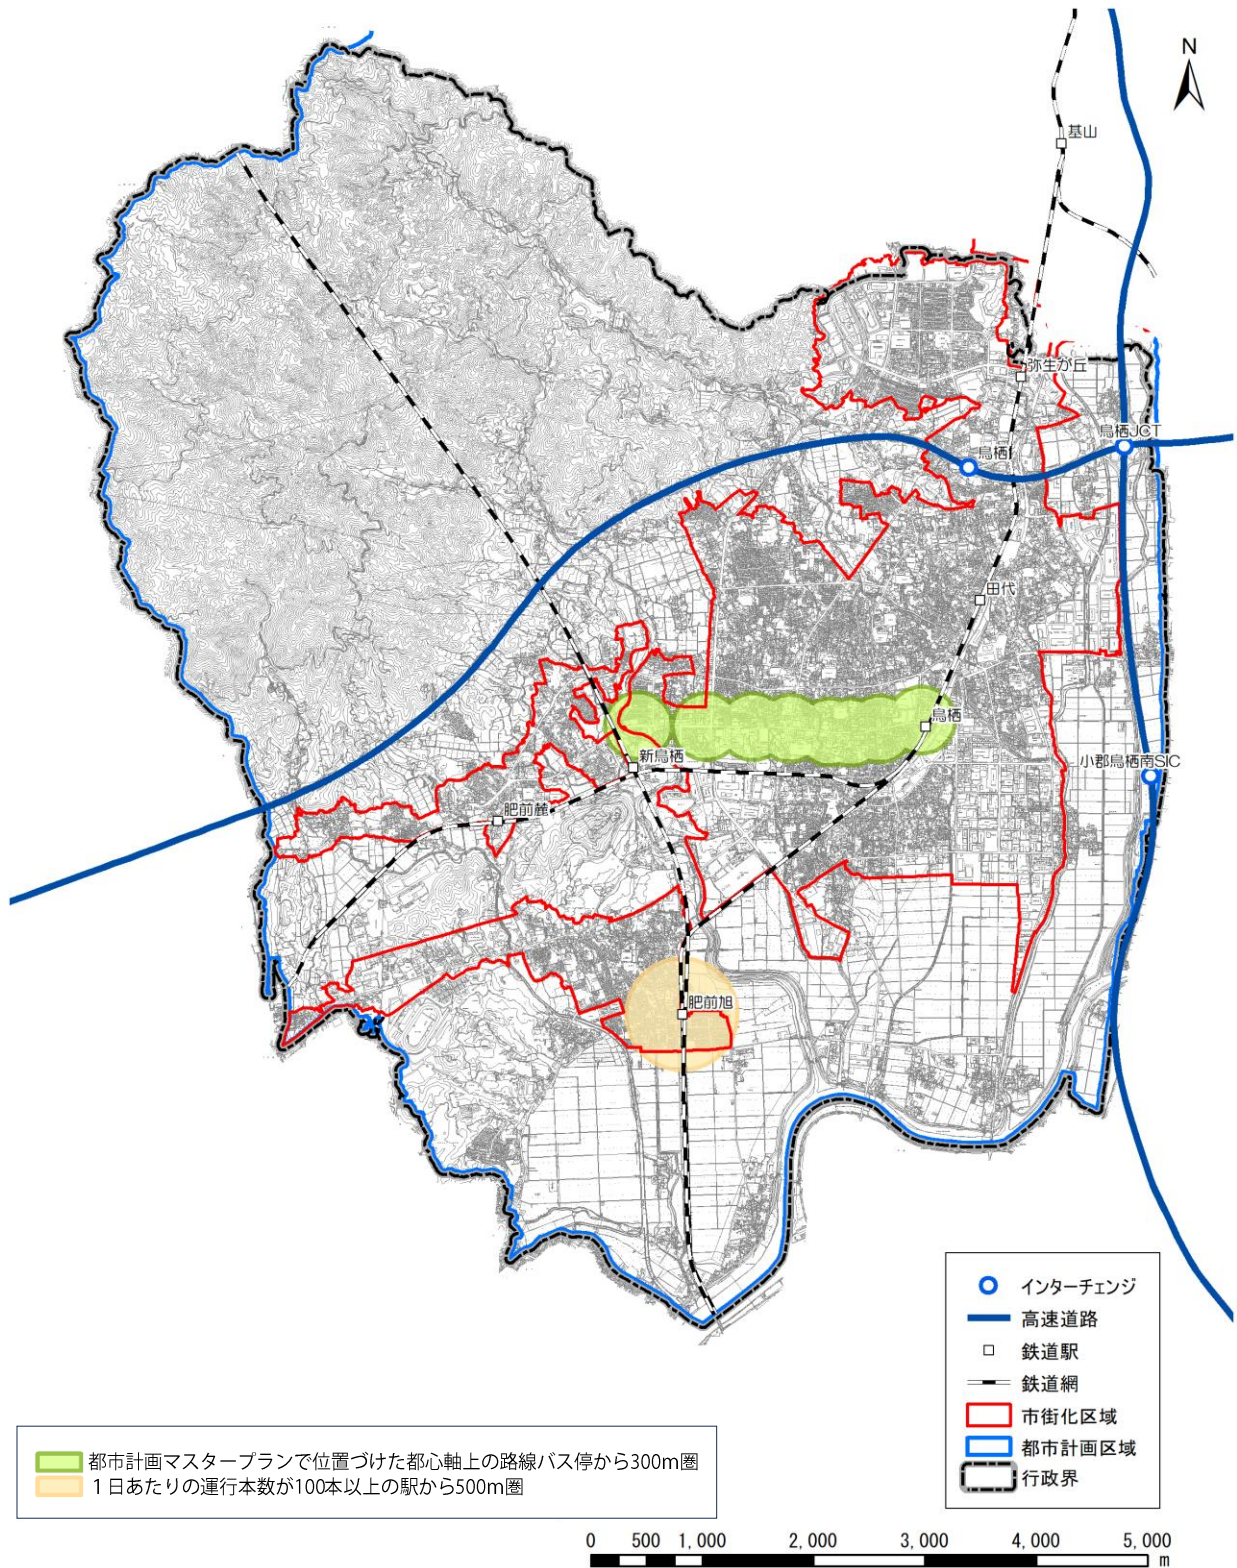 N
基山
弥生が丘
鳥栖JCT
鳥栖
田代
鳥栖
新鳥栖
小郡鳥栖南SIC
肥前麓
肥前旭
インターチェンジ
高速道路
鉄道駅
鉄道網
市街化区域
都市計画区域
行政界
都市計画マスタープランで位置づけた都心軸上の路線バス停から300m圏
1日あたりの運行本数が100本以上の駅から500m圏
0 500 1,000 2,000 3,000 4,000 5,000
m